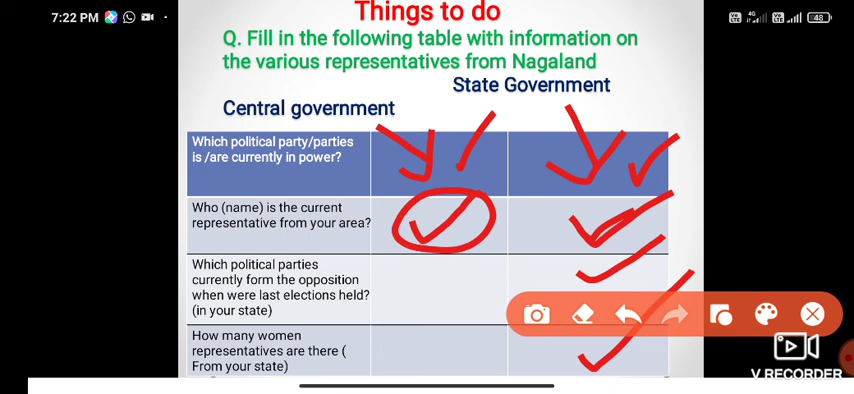 7:22 PM
48
Things to do
Q. Fill in the following table with information on
the various representatives from Nagaland
State Government
Central government
Which political party/parties
is /are currently in power?
Who (name) is the current
representative from your area?
Which political parties
currently form the opposition
when were last elections held?
(in your state)
How many women
representatives are there (
From your state)
V RECORDER